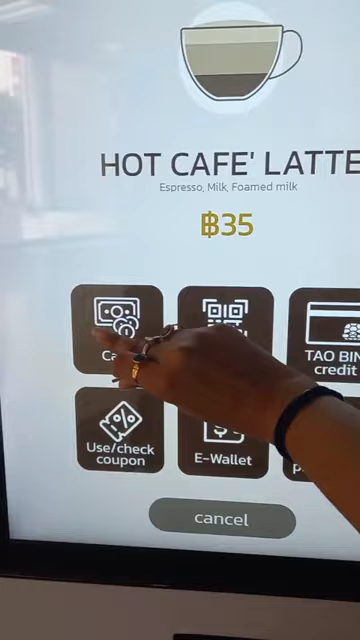 HOT CAFE' LATTE
Espresso, Milk, Foamed milk
฿35
TAO BIN
credit
Use/check
coupon
E-Wallet
cancel